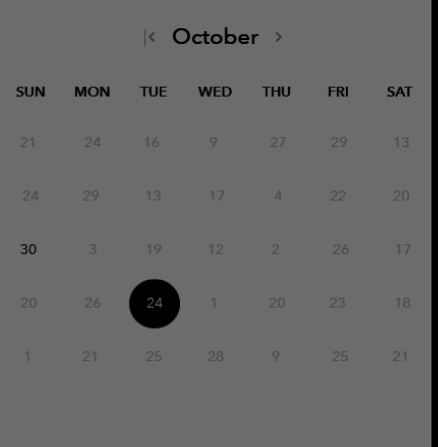 |< October >
SUN MON TUE WED THU FRI SAT
21 24 16 9 27 29 13
24 29 13 17 4 22 20
30 3 19 12 2 26 17
20 26 24 1 20 23 18
1 21 25 28 9 25 21